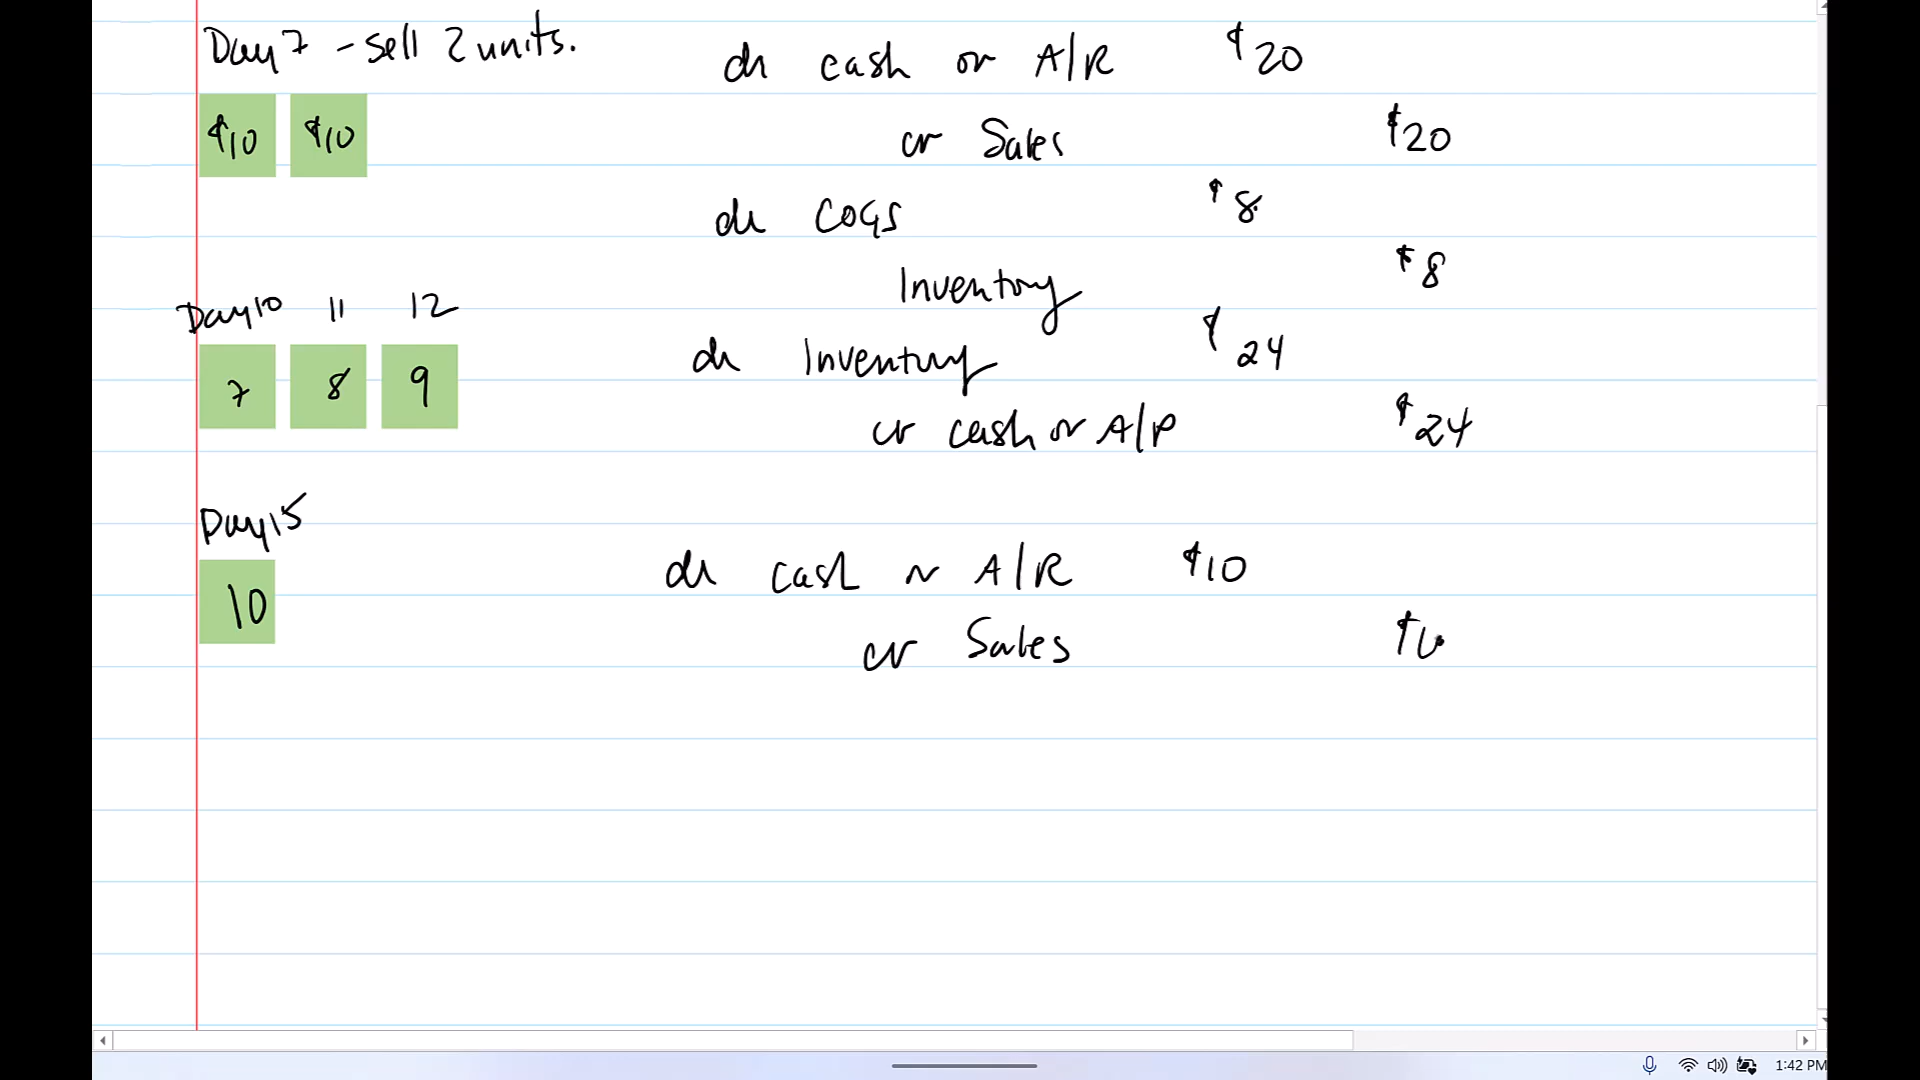 Day 7 - sell 2 units.
dr cash or A/R $20
$10 $10
cr Sales $20
dr COGS $8
Inventory $8
Day 10 11 12
dr Inventory $24
7 8 9
cr cash or A/P $24
Day 15
dr cash or A/R $10
10
cr Sales
1:42 PM